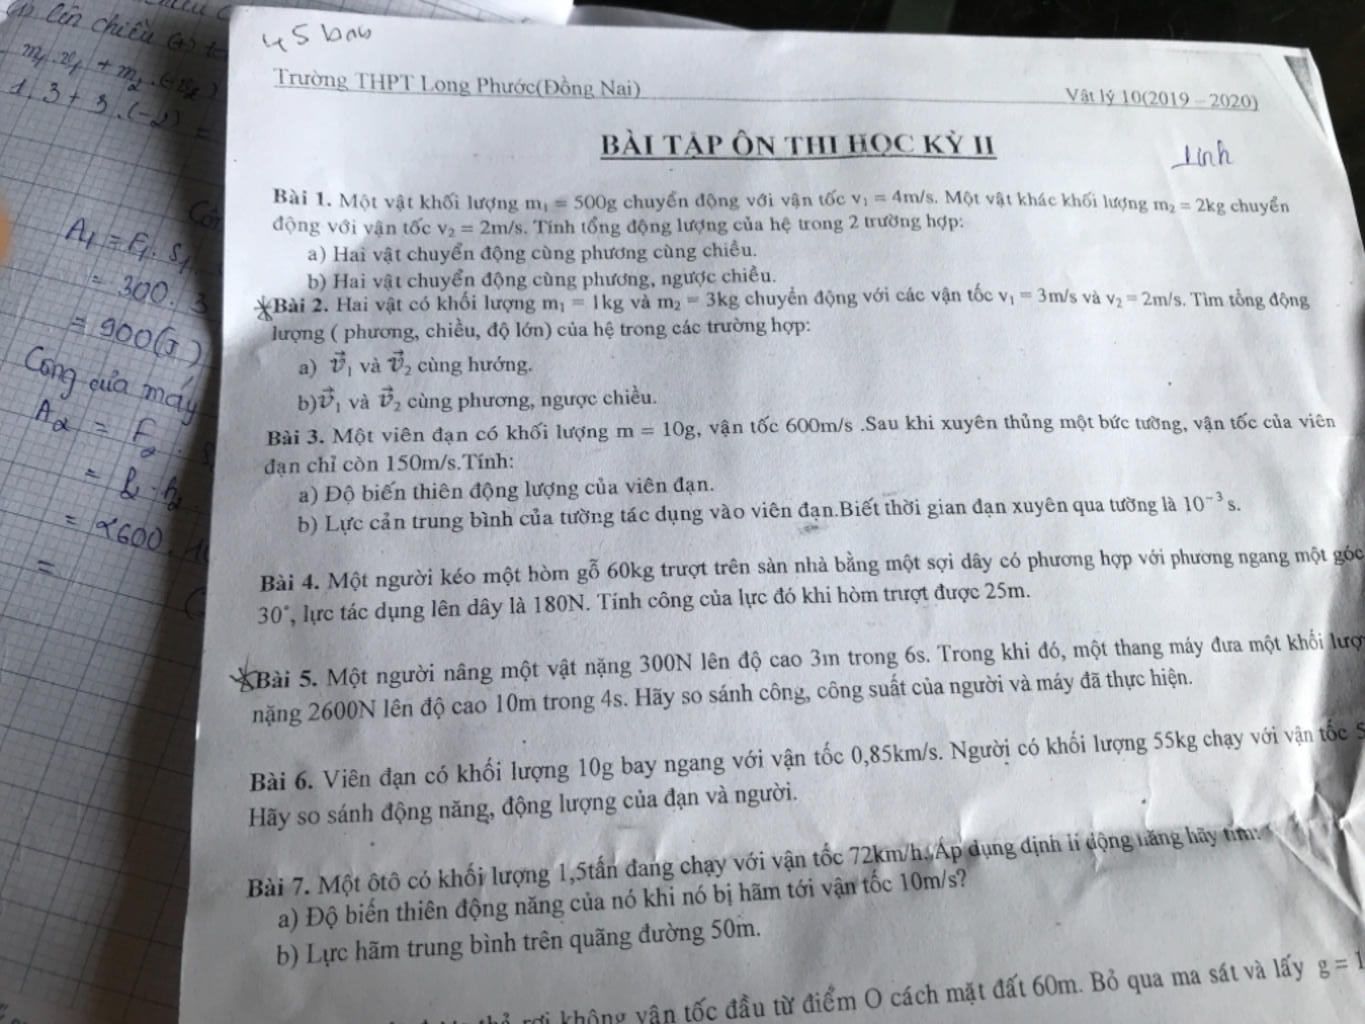 lên chiều (+)
m₁.v₁ + m₂.(-v₂)
1.3 + 3.(-2) =
A₁ = F₁. S₁
= 300. 3
= 900(J)
Công của máy
A₂ = F₂.
= P. h₂
= 2600. 10
=
45
Trường THPT Long Phước(Đồng Nai)
Vật lý 10(2019 – 2020)
BÀI TẬP ÔN THI HỌC KỲ II
Linh
Bài 1. Một vật khối lượng m₁ = 500g chuyển động với vận tốc v₁ = 4m/s. Một vật khác khối lượng m₂ = 2kg chuyển
động với vận tốc v₂ = 2m/s. Tính tổng động lượng của hệ trong 2 trường hợp:
a) Hai vật chuyển động cùng phương cùng chiều.
b) Hai vật chuyển động cùng phương, ngược chiều.
Bài 2. Hai vật có khối lượng m₁ = 1kg và m₂ = 3kg chuyển động với các vận tốc v₁ = 3m/s và v₂ = 2m/s. Tìm tổng động
lượng ( phương, chiều, độ lớn) của hệ trong các trường hợp:
a) v⃗₁ và v⃗₂ cùng hướng.
b)v⃗₁ và v⃗₂ cùng phương, ngược chiều.
Bài 3. Một viên đạn có khối lượng m = 10g, vận tốc 600m/s .Sau khi xuyên thủng một bức tường, vận tốc của viên
đạn chỉ còn 150m/s.Tính:
a) Độ biến thiên động lượng của viên đạn.
b) Lực cản trung bình của tường tác dụng vào viên đạn.Biết thời gian đạn xuyên qua tường là 10⁻³ s.
Bài 4. Một người kéo một hòm gỗ 60kg trượt trên sàn nhà bằng một sợi dây có phương hợp với phương ngang một góc
30°, lực tác dụng lên dây là 180N. Tính công của lực đó khi hòm trượt được 25m.
Bài 5. Một người nâng một vật nặng 300N lên độ cao 3m trong 6s. Trong khi đó, một thang máy đưa một khối lượ
nặng 2600N lên độ cao 10m trong 4s. Hãy so sánh công, công suất của người và máy đã thực hiện.
Bài 6. Viên đạn có khối lượng 10g bay ngang với vận tốc 0,85km/s. Người có khối lượng 55kg chạy với vận tốc 5
Hãy so sánh động năng, động lượng của đạn và người.
Bài 7. Một ôtô có khối lượng 1,5tấn đang chạy với vận tốc 72km/h. Áp dụng định lí động năng hãy tìm:
a) Độ biến thiên động năng của nó khi nó bị hãm tới vận tốc 10m/s?
b) Lực hãm trung bình trên quãng đường 50m.
rơi không vận tốc đầu từ điểm O cách mặt đất 60m. Bỏ qua ma sát và lấy g = 1